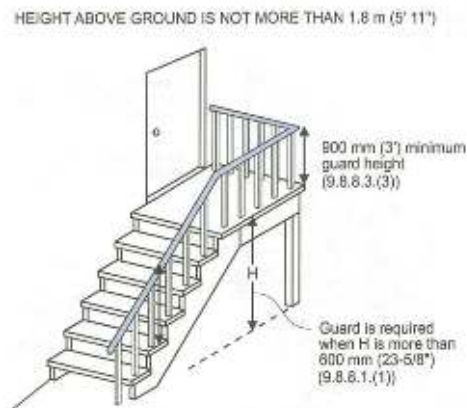 HEIGHT ABOVE GROUND IS NOT MORE THAN 1.8 m (5' 11")
900 mm (3') minimum
guard height
(9.8.8.3.(3))
H
Guard is required
when H is more than
600 mm (23-5/8")
(9.8.8.1.(1))